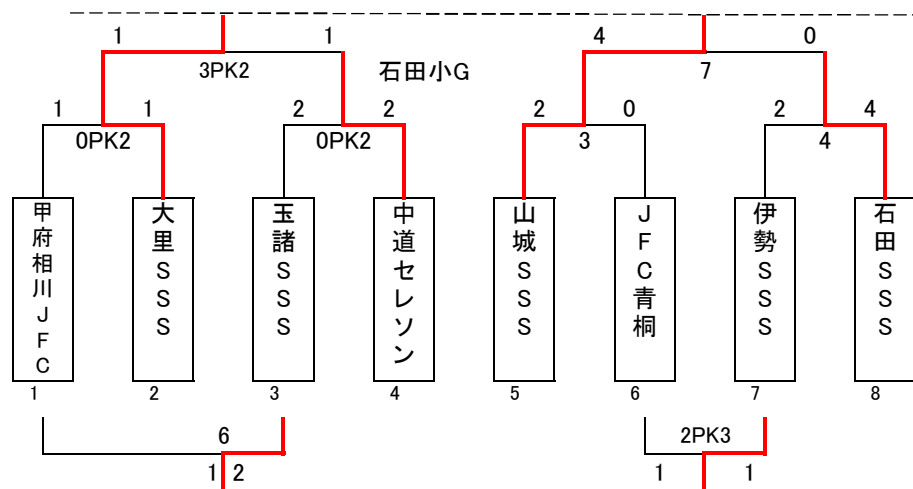 1 1 4 0
3PK2 石田小G 7
1 1 2 2 2 0 2 4
0PK2 0PK2 3 4
甲府相川JFC
大里SSS
玉諸SSS
中道セレソン
山城SSS
JFC青桐
伊勢SSS
石田SSS
1 2 3 4 5 6 7 8
6 2PK3
1 2 1 1